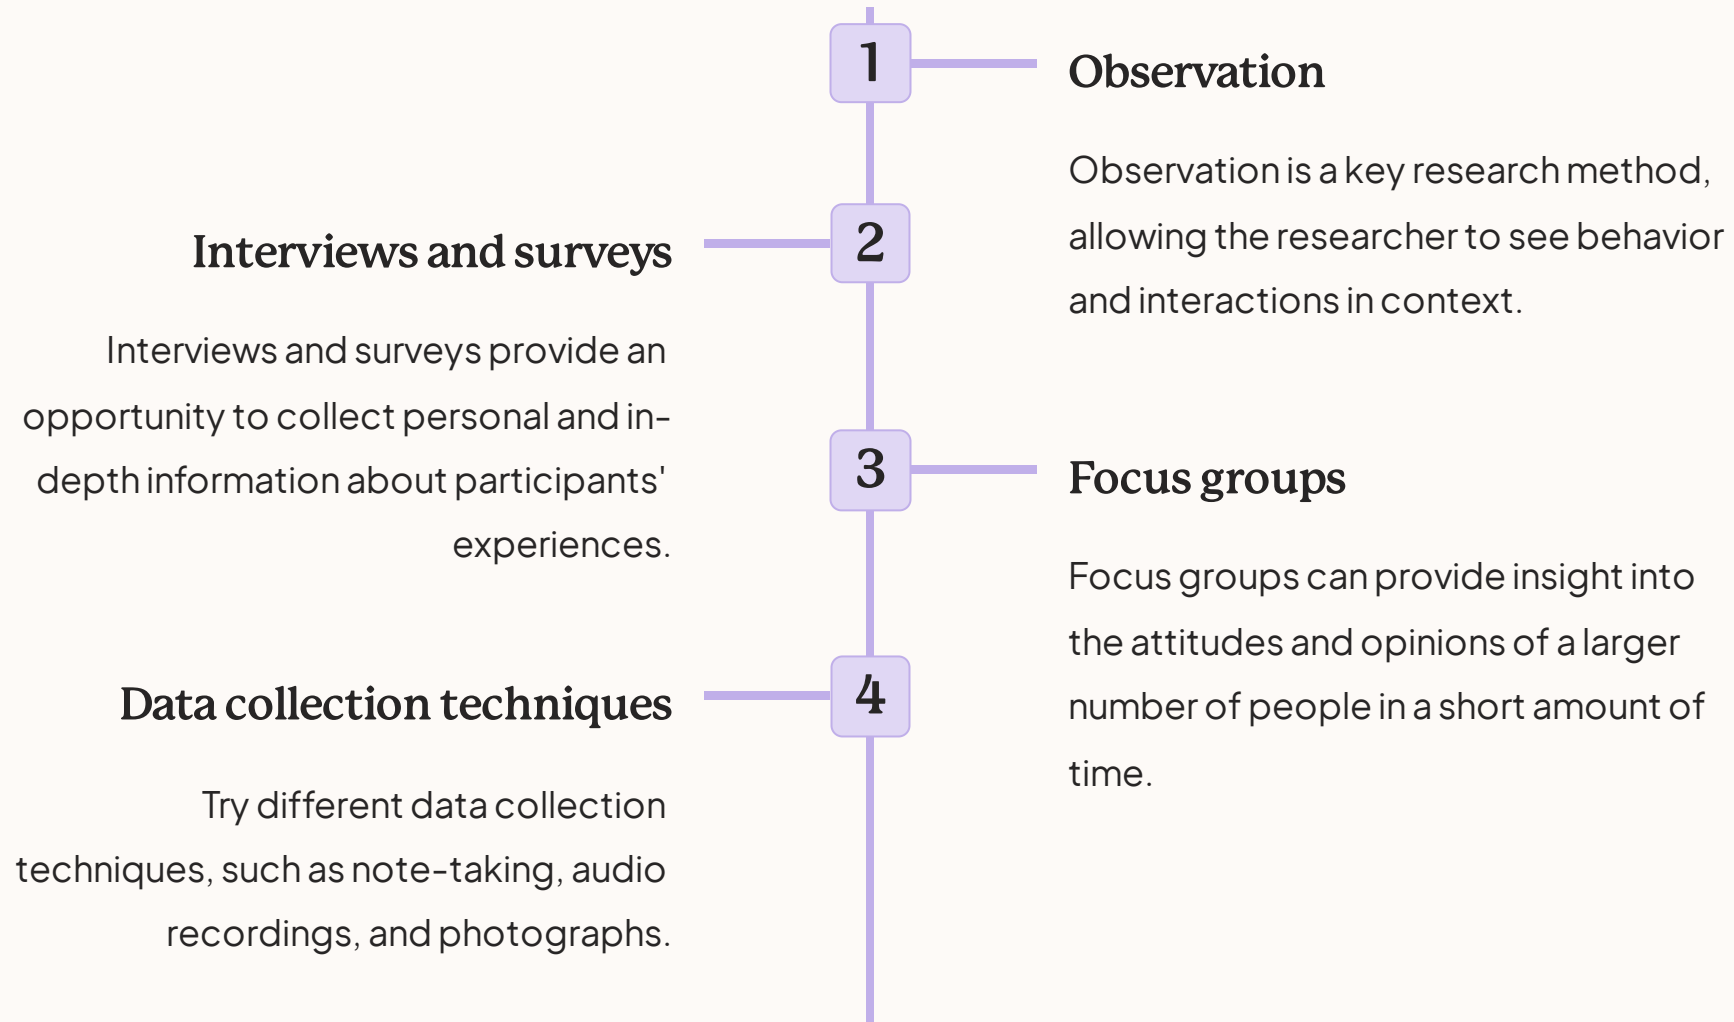 1
Observation
Observation is a key research method,
allowing the researcher to see behavior
and interactions in context.
2
Interviews and surveys
Interviews and surveys provide an
opportunity to collect personal and in-
depth information about participants'
experiences.
3
Focus groups
Focus groups can provide insight into
the attitudes and opinions of a larger
number of people in a short amount of
time.
4
Data collection techniques
Try different data collection
techniques, such as note-taking, audio
recordings, and photographs.